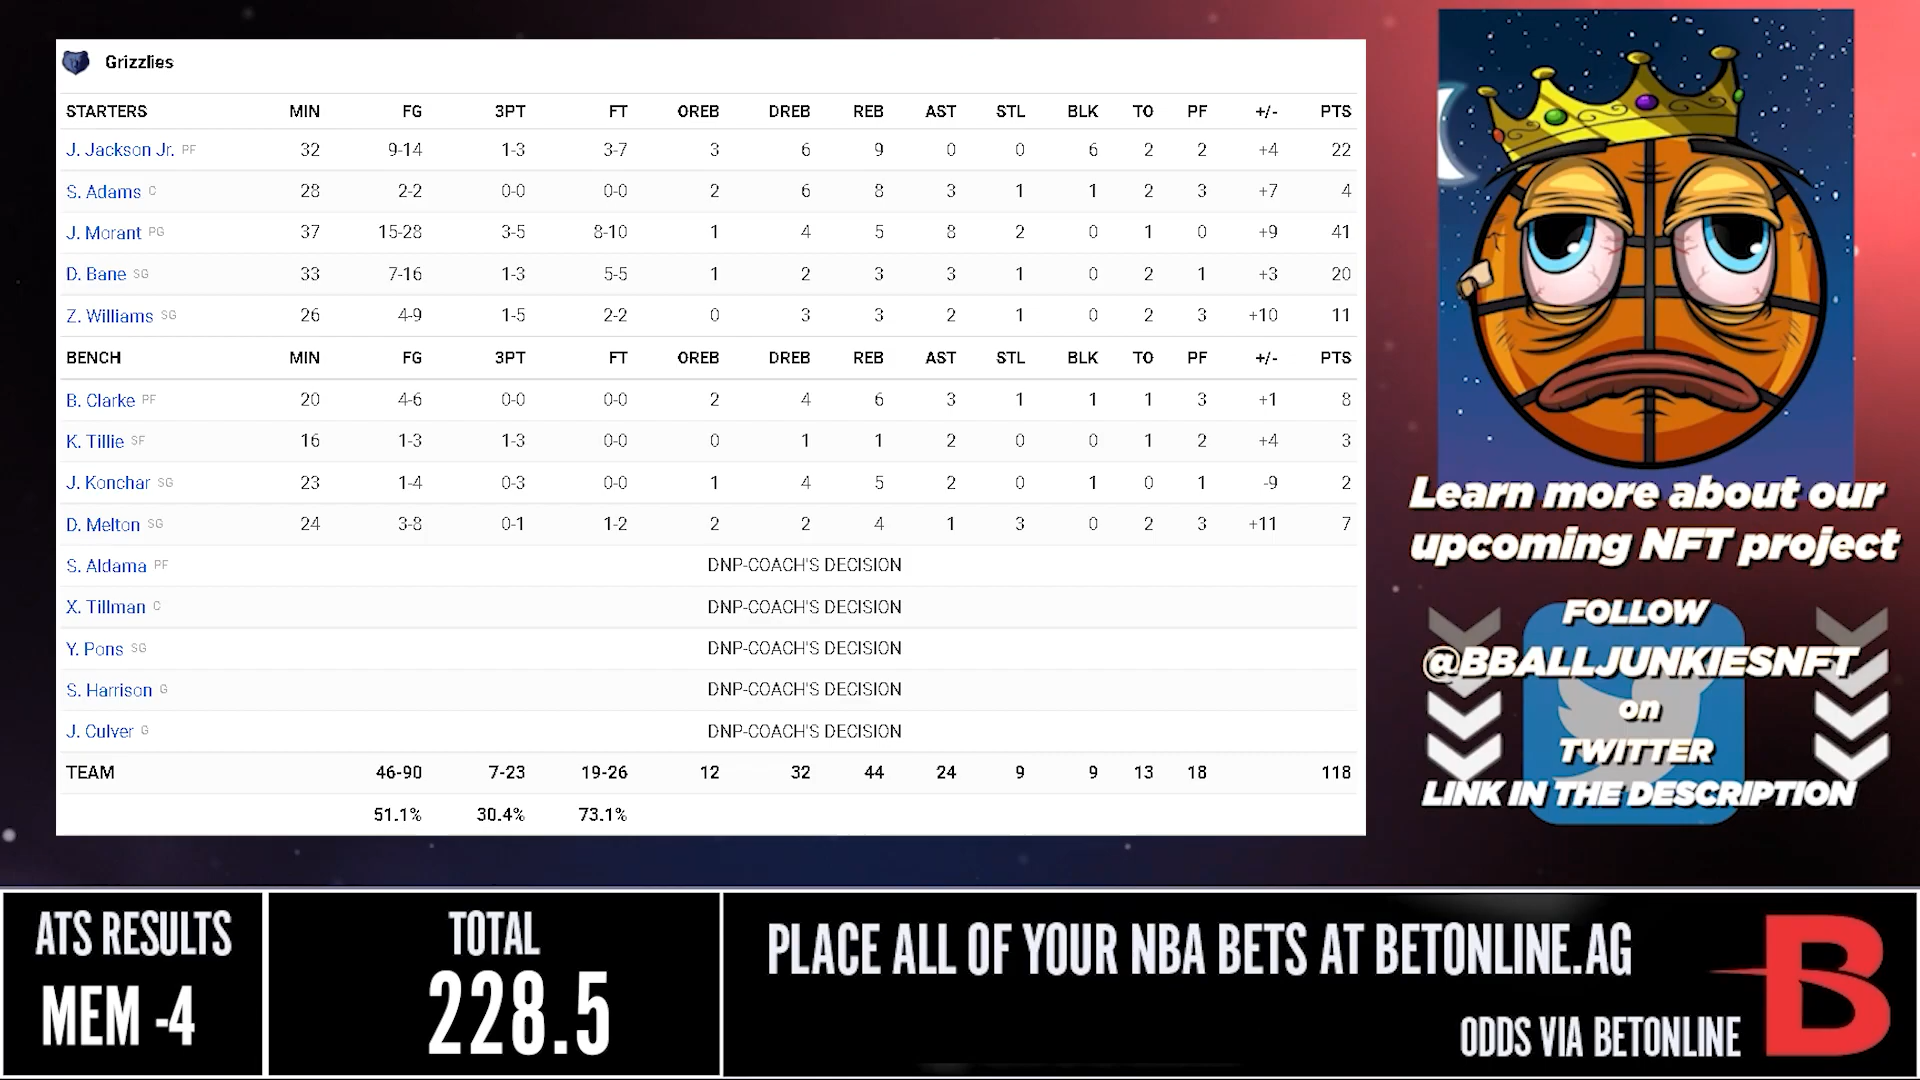 Grizzlies
STARTERS MIN FG 3PT FT OREB DREB REB AST STL BLK TO PF +/- PTS
J. Jackson Jr. PF 32 9-14 1-3 3-7 3 6 9 0 0 6 2 2 +4 22
S. Adams C 28 2-2 0-0 0-0 2 6 8 3 1 1 2 3 +7 4
J. Morant PG 37 15-28 3-5 8-10 1 4 5 8 2 0 1 0 +9 41
D. Bane SG 33 7-16 1-3 5-5 1 2 3 3 1 0 2 1 +3 20
Z. Williams SG 26 4-9 1-5 2-2 0 3 3 2 1 0 2 3 +10 11
BENCH MIN FG 3PT FT OREB DREB REB AST STL BLK TO PF +/- PTS
B. Clarke PF 20 4-6 0-0 0-0 2 4 6 3 1 1 1 3 +1 8
K. Tillie SF 16 1-3 1-3 0-0 0 1 1 2 0 0 1 2 +4 3
J. Konchar SG 23 1-4 0-3 0-0 1 4 5 2 0 1 0 1 -9 2
D. Melton SG 24 3-8 0-1 1-2 2 2 4 1 3 0 2 3 +11 7
S. Aldama PF DNP-COACH'S DECISION
X. Tillman C DNP-COACH'S DECISION
Y. Pons SG DNP-COACH'S DECISION
S. Harrison G DNP-COACH'S DECISION
J. Culver G DNP-COACH'S DECISION
TEAM 46-90 7-23 19-26 12 32 44 24 9 9 13 18 118
51.1% 30.4% 73.1%
Learn more about our
upcoming NFT project
FOLLOW
@BBALLJUNKIESNFT
on
TWITTER
LINK IN THE DESCRIPTION
ATS RESULTS
MEM -4
TOTAL
228.5
PLACE ALL OF YOUR NBA BETS AT BETONLINE.AG
ODDS VIA BETONLINE
B